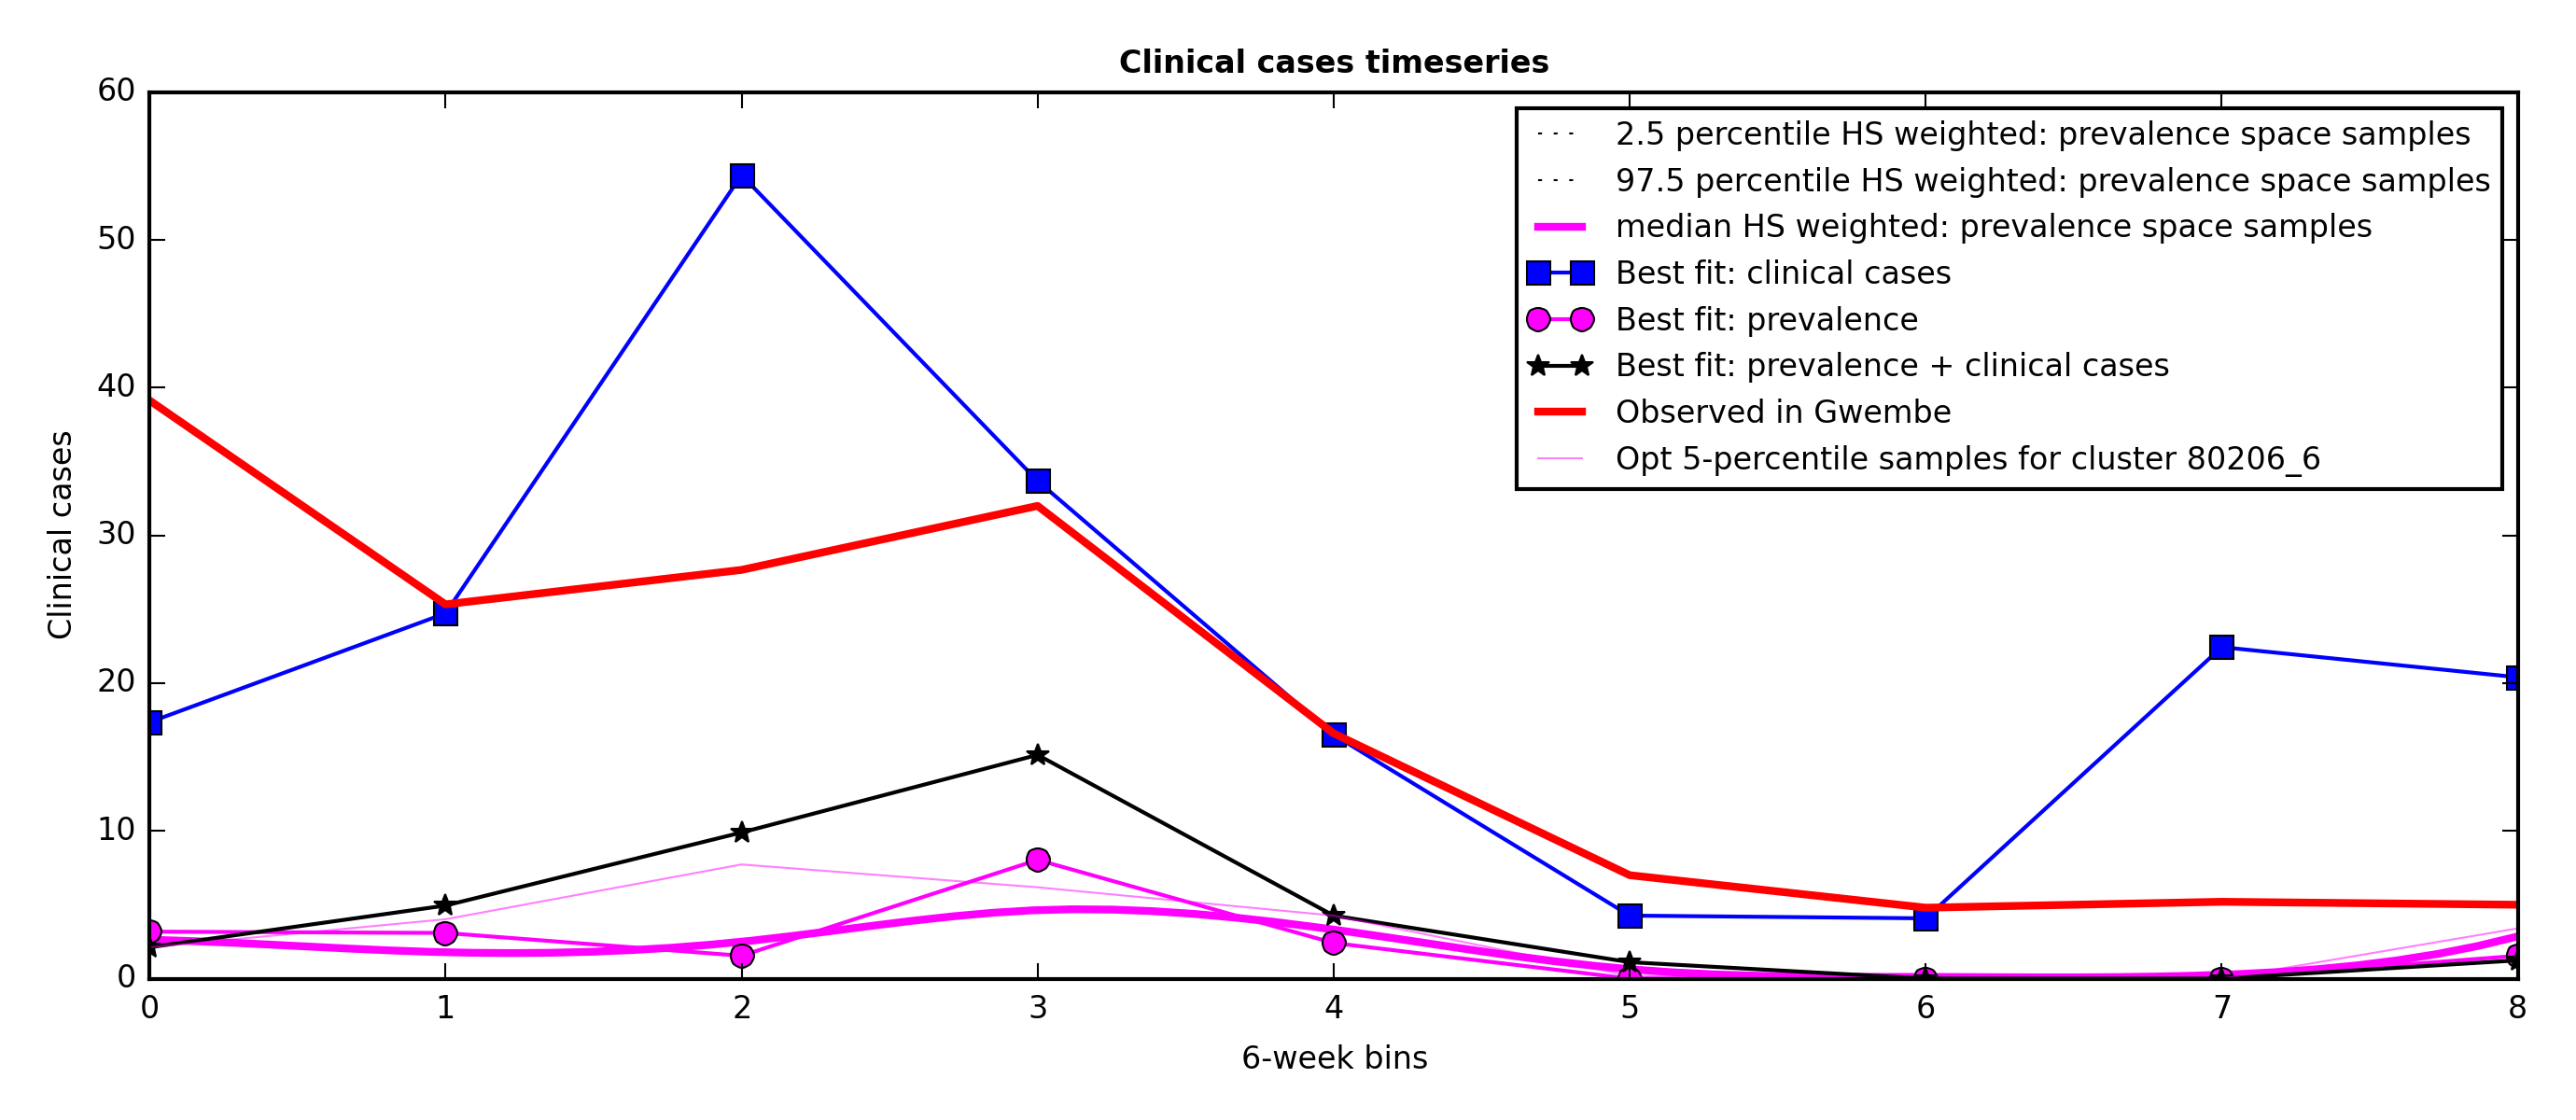 Clinical cases timeseries
60
50
40
30
20
10
0
Clinical cases
2.5 percentile HS weighted: prevalence space samples
97.5 percentile HS weighted: prevalence space samples
median HS weighted: prevalence space samples
Best fit: clinical cases
Best fit: prevalence
Best fit: prevalence + clinical cases
Observed in Gwembe
Opt 5-percentile samples for cluster 80206_6
0 1 2 3 4 5 6 7 8
6-week bins